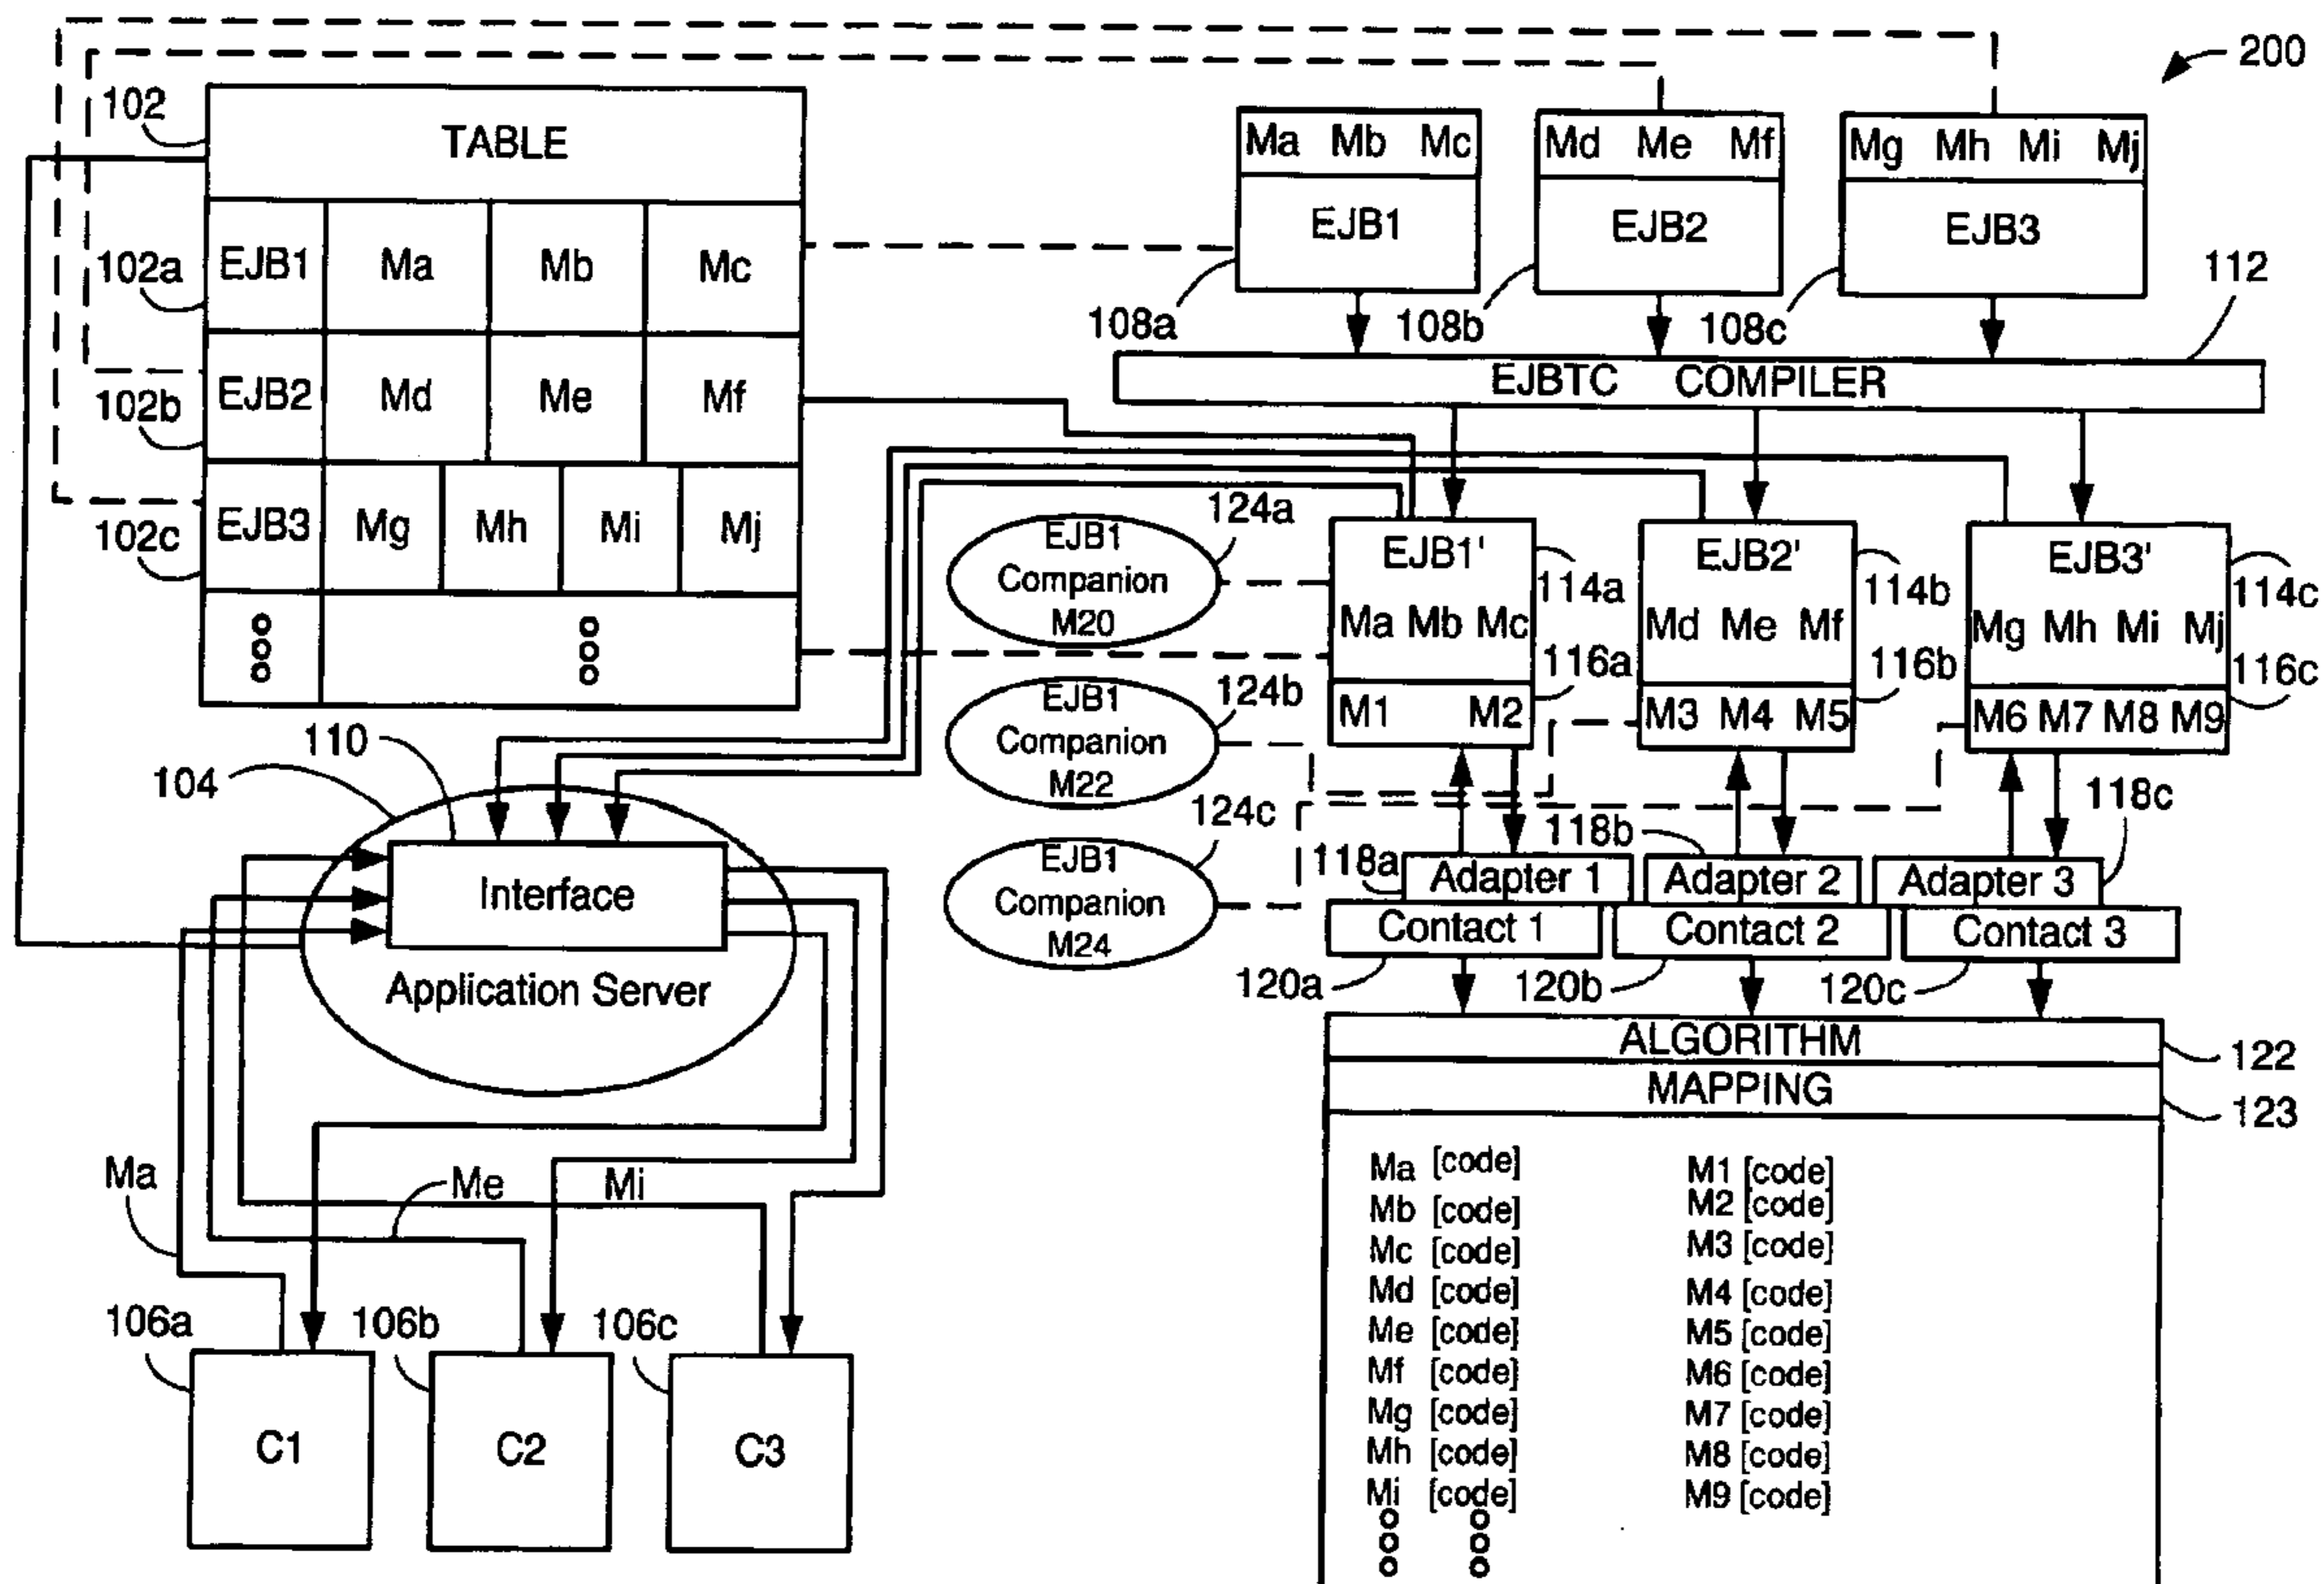 200
102
TABLE
Ma Mb Mc
Md Me Mf
Mg Mh Mi Mj
EJB1
EJB2
EJB3
102a
EJB1 Ma Mb Mc
108a
108b
108c
112
102b
EJB2 Md Me Mf
EJBTC COMPILER
102c
EJB3 Mg Mh Mi Mj
124a
EJB1
Companion
M20
EJB1'
Ma Mb Mc
114a
EJB2'
Md Me Mf
114b
EJB3'
Mg Mh Mi Mj
114c
116a
M1 M2
116b
M3 M4 M5
116c
M6 M7 M8 M9
124b
EJB1
Companion
M22
110
104
124c
EJB1
Companion
M24
118a
Adapter 1
118b
Adapter 2
118c
Adapter 3
Contact 1
Contact 2
Contact 3
120a
120b
120c
Interface
Application Server
ALGORITHM
122
MAPPING
123
Ma
Me
Mi
Ma [code] M1 [code]
Mb [code] M2 [code]
Mc [code] M3 [code]
Md [code] M4 [code]
Me [code] M5 [code]
Mf [code] M6 [code]
Mg [code] M7 [code]
Mh [code] M8 [code]
Mi [code] M9 [code]
106a
106b
106c
C1
C2
C3